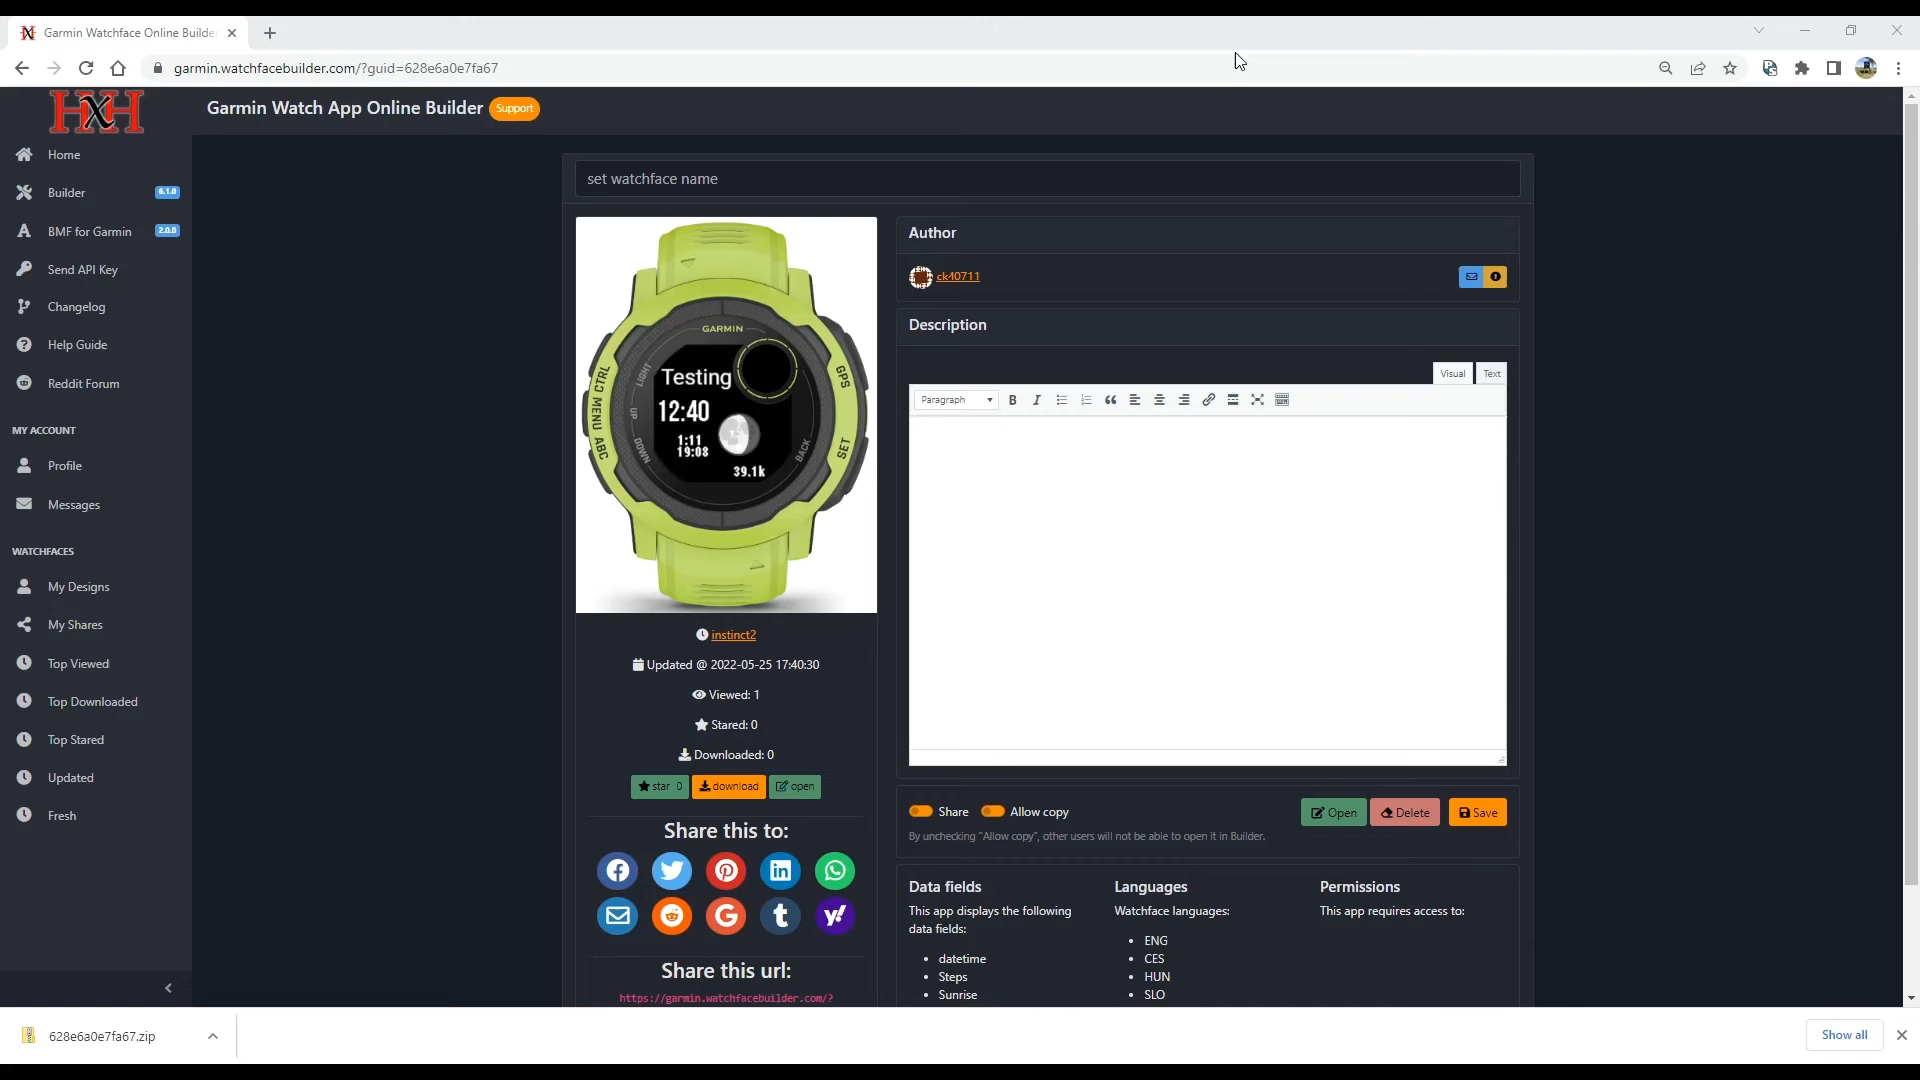 Garmin Watchface Online Builde
garmin.watchfacebuilder.com/?guid=628e6a0e7fa67
HxH
Garmin Watch App Online Builder Support
Home
Builder 6.1.0
BMF for Garmin 2.0.0
Send API Key
Changelog
Help Guide
Reddit Forum
MY ACCOUNT
Profile
Messages
WATCHFACES
My Designs
My Shares
Top Viewed
Top Downloaded
Top Stared
Updated
Fresh
set watchface name
GARMIN
LIGHT
CTRL
MENU
ABC
UP
DOWN
GPS
SET
BACK
Testing
12:40
1:11
19:08
39.1k
instinct2
Updated @ 2022-05-25 17:40:30
Viewed: 1
Stared: 0
Downloaded: 0
star 0 download open
Share this to:
Share this url:
https://garmin.watchfacebuilder.com/?
Author
ck40711
Description
Visual Text
Paragraph B I
Share Allow copy
Open Delete Save
By unchecking "Allow copy", other users will not be able to open it in Builder.
Data fields
This app displays the following
data fields:
datetime
Steps
Sunrise
Languages
Watchface languages:
ENG
CES
HUN
SLO
Permissions
This app requires access to:
628e6a0e7fa67.zip
Show all